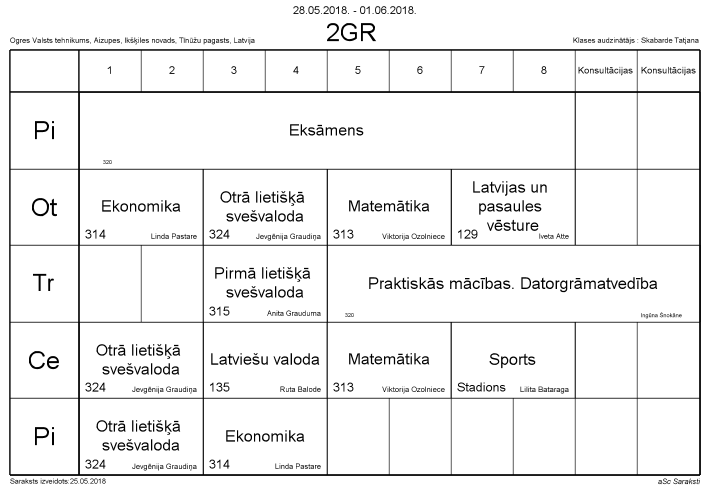 28.05.2018. - 01.06.2018.
2GR
Ogres Valsts tehnikums, Aizupes, Ikšķiles novads, Tīnūžu pagasts, Latvija
Klases audzinātājs : Skabarde Tatjana
1 2 3 4 5 6 7 8 Konsultācijas Konsultācijas
Pi
Eksāmens
320
Ot
Ekonomika
314 Linda Pastare
Otrā lietišķā
svešvaloda
324 Jevgēnija Graudiņa
Matemātika
313 Viktorija Ozolniece
Latvijas un
pasaules
vēsture
129 Iveta Atte
Tr
Pirmā lietišķā
svešvaloda
315 Anita Grauduma
Praktiskās mācības. Datorgrāmatvedība
320 Ingūna Šnokāne
Ce
Otrā lietišķā
svešvaloda
324 Jevgēnija Graudiņa
Latviešu valoda
135 Ruta Balode
Matemātika
313 Viktorija Ozolniece
Sports
Stadions Lilita Bataraga
Pi
Otrā lietišķā
svešvaloda
324 Jevgēnija Graudiņa
Ekonomika
314 Linda Pastare
Saraksts izveidots:25.05.2018
aSc Saraksti